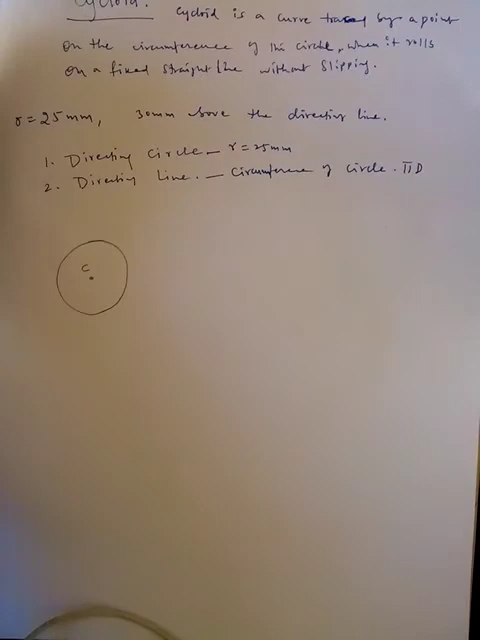 Cycloid. Cycloid is a curve traced by a point
on the circumference of the circle, when it rolls
on a fixed straight line without slipping.
r = 25mm, 30mm above the directing line.
1. Directing Circle – r = 25mm
2. Directing Line. – Circumference of Circle. πD
C